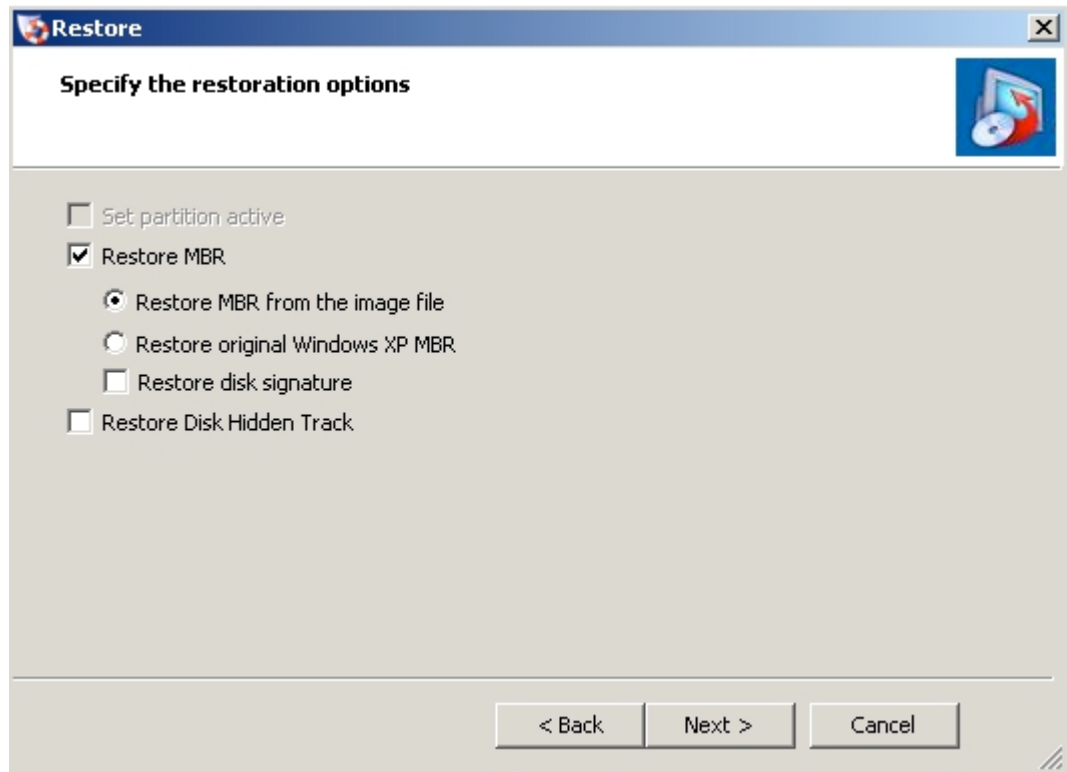 Restore
Specify the restoration options
Set partition active
Restore MBR
Restore MBR from the image file
Restore original Windows XP MBR
Restore disk signature
Restore Disk Hidden Track
< Back Next > Cancel